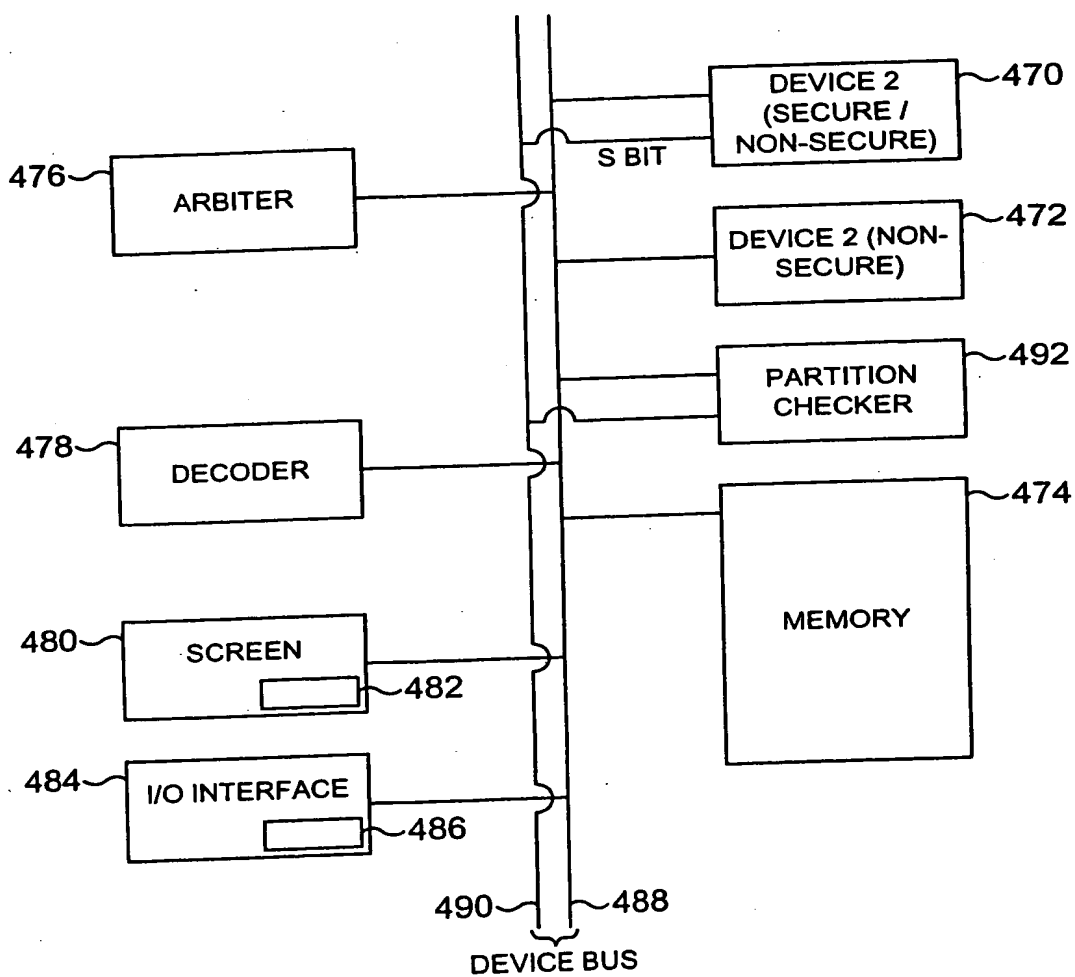 DEVICE 2
(SECURE /
NON-SECURE)
470
S BIT
476
ARBITER
472
DEVICE 2 (NON-
SECURE)
492
PARTITION
CHECKER
478
DECODER
474
MEMORY
480
SCREEN
482
484
I/O INTERFACE
486
490
488
DEVICE BUS